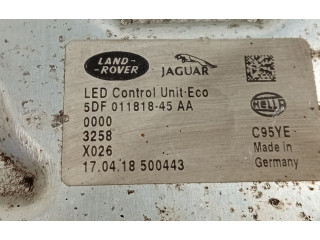 LAND-
ROVER
JAGUAR
LED Control Unit-Eco
5DF 011818-45 AA
0000
HELLA
3258
C95YE
X026
Made in
17.04.18 500443
Germany